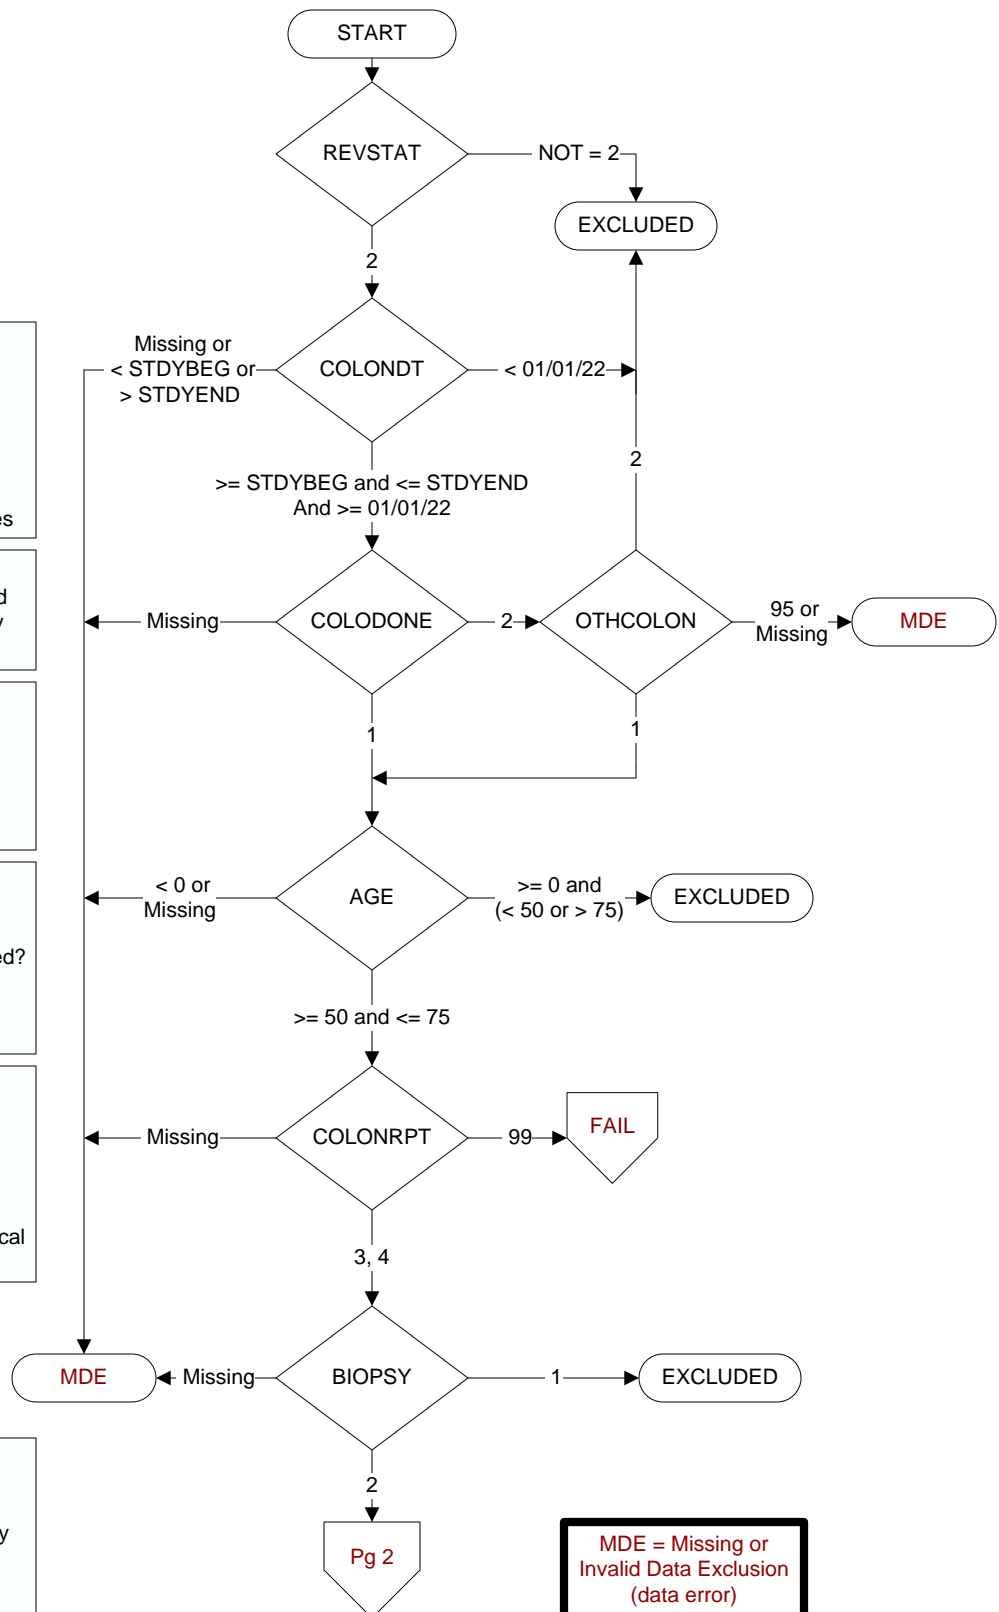 START
REVSTAT
NOT = 2
EXCLUDED
2
Missing or
< STDYBEG or
> STDYEND
COLONDT
< 01/01/22
2
>= STDYBEG and <= STDYEND
And >= 01/01/22
es
Missing
COLODONE
2
OTHCOLON
95 or
Missing
MDE
1
1
< 0 or
Missing
AGE
>= 0 and
(< 50 or > 75)
EXCLUDED
ed?
>= 50 and <= 75
Missing
COLONRPT
99
FAIL
cal
3, 4
MDE
Missing
BIOPSY
1
EXCLUDED
2
y
Pg 2
MDE = Missing or
Invalid Data Exclusion
(data error)